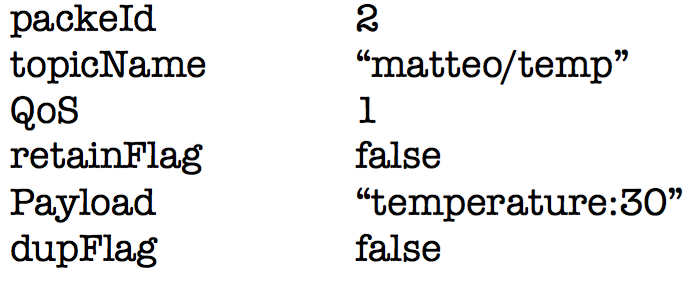 packeId 2
topicName “matteo/temp”
QoS 1
retainFlag false
Payload “temperature:30”
dupFlag false